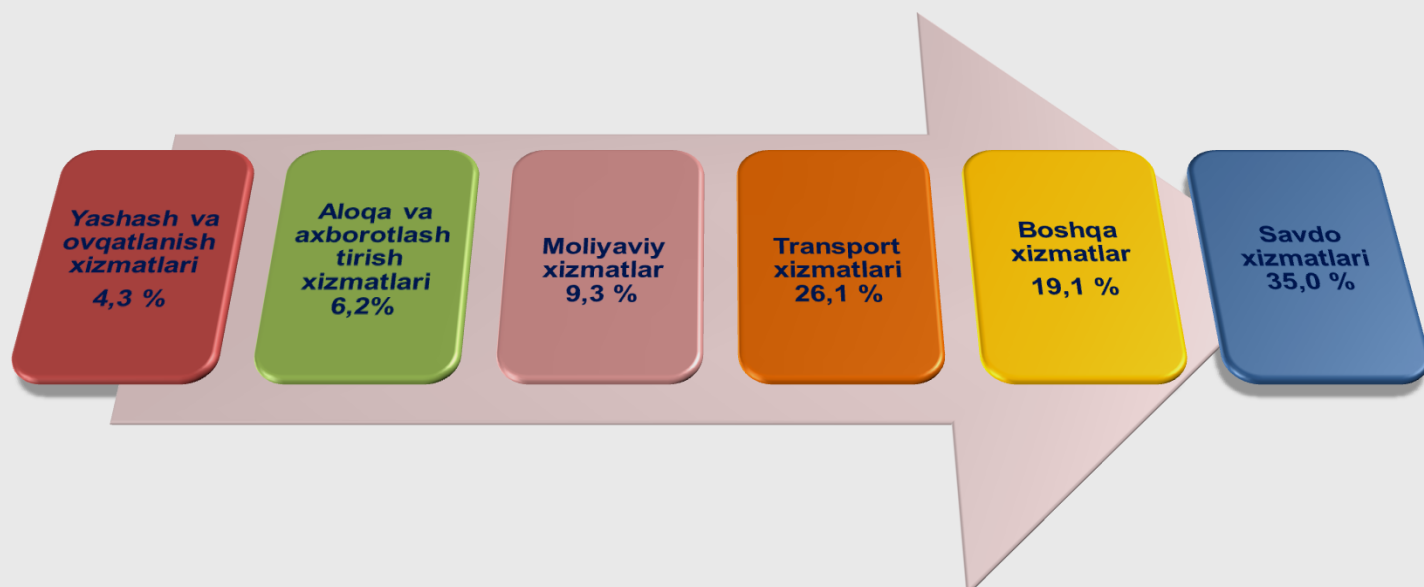 Yashash va
ovqatlanish
xizmatlari
4,3 %
Aloqa va
axborotlash
tirish
xizmatlari
6,2%
Moliyaviy
xizmatlar
9,3 %
Transport
xizmatlari
26,1 %
Boshqa
xizmatlar
19,1 %
Savdo
xizmatlari
35,0 %